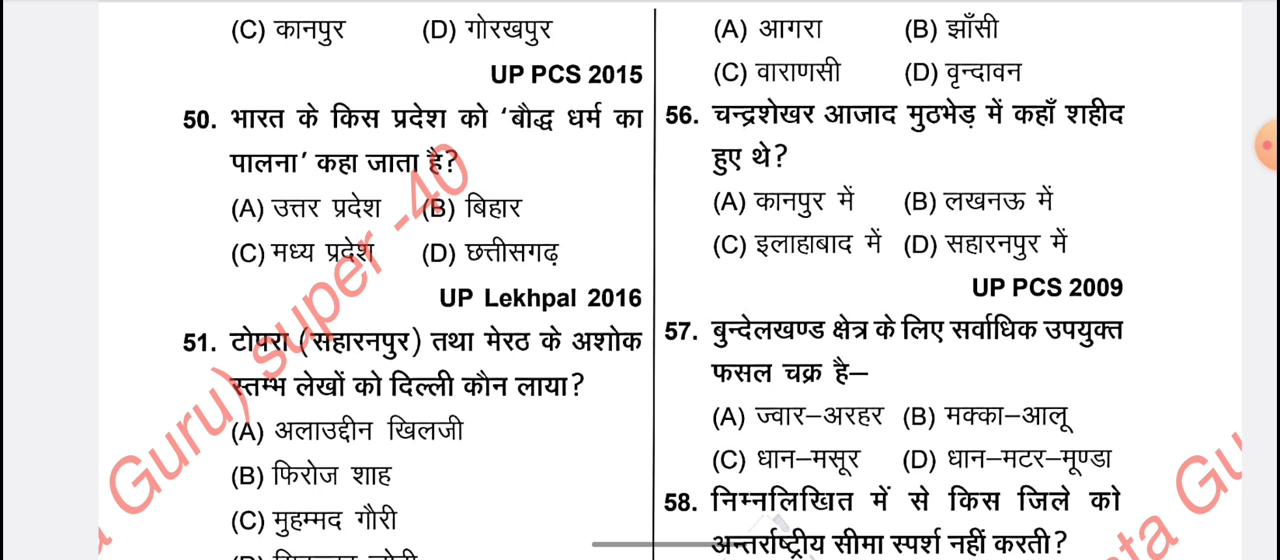 (C) कानपुर (D) गोरखपुर
UP PCS 2015
50. भारत के किस प्रदेश को ‘बौद्ध धर्म का
पालना’ कहा जाता है?
(A) उत्तर प्रदेश (B) बिहार
(C) मध्य प्रदेश (D) छत्तीसगढ़
UP Lekhpal 2016
51. टोपरा (सहारनपुर) तथा मेरठ के अशोक
स्तम्भ लेखों को दिल्ली कौन लाया?
(A) अलाउद्दीन खिलजी
(B) फिरोज शाह
(C) मुहम्मद गौरी
(A) आगरा (B) झाँसी
(C) वाराणसी (D) वृन्दावन
56. चन्द्रशेखर आजाद मुठभेड़ में कहाँ शहीद
हुए थे?
(A) कानपुर में (B) लखनऊ में
(C) इलाहाबाद में (D) सहारनपुर में
UP PCS 2009
57. बुन्देलखण्ड क्षेत्र के लिए सर्वाधिक उपयुक्त
फसल चक्र है–
(A) ज्वार–अरहर (B) मक्का–आलू
(C) धान–मसूर (D) धान–मटर–मूण्डा
58. निम्नलिखित में से किस जिले को
अन्तर्राष्ट्रीय सीमा स्पर्श नहीं करती?
Guru) super -40